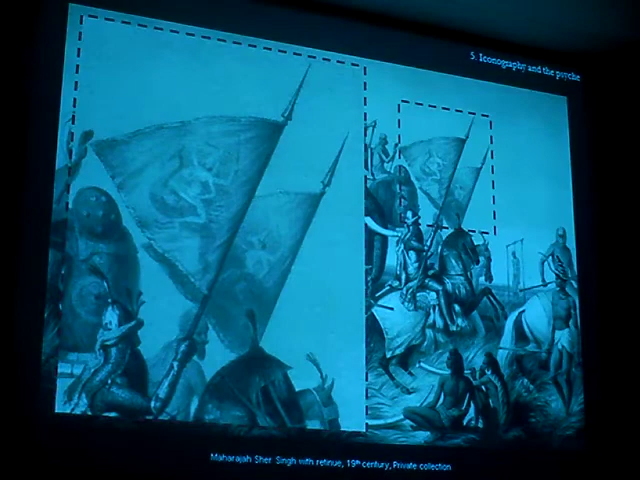 5. Iconography and the psyche
Maharajah Sher Singh with retinue, 19th century, Private collection